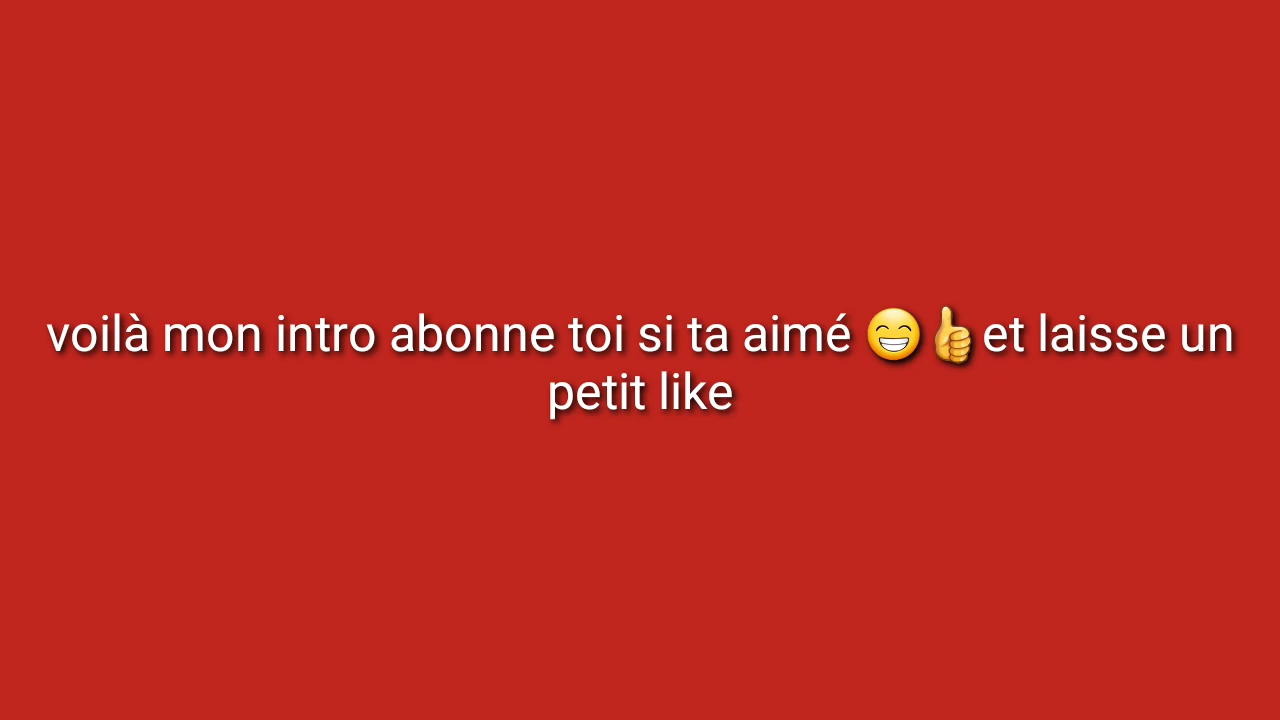 voilà mon intro abonne toi si ta aimé 😁👍et laisse un
petit like